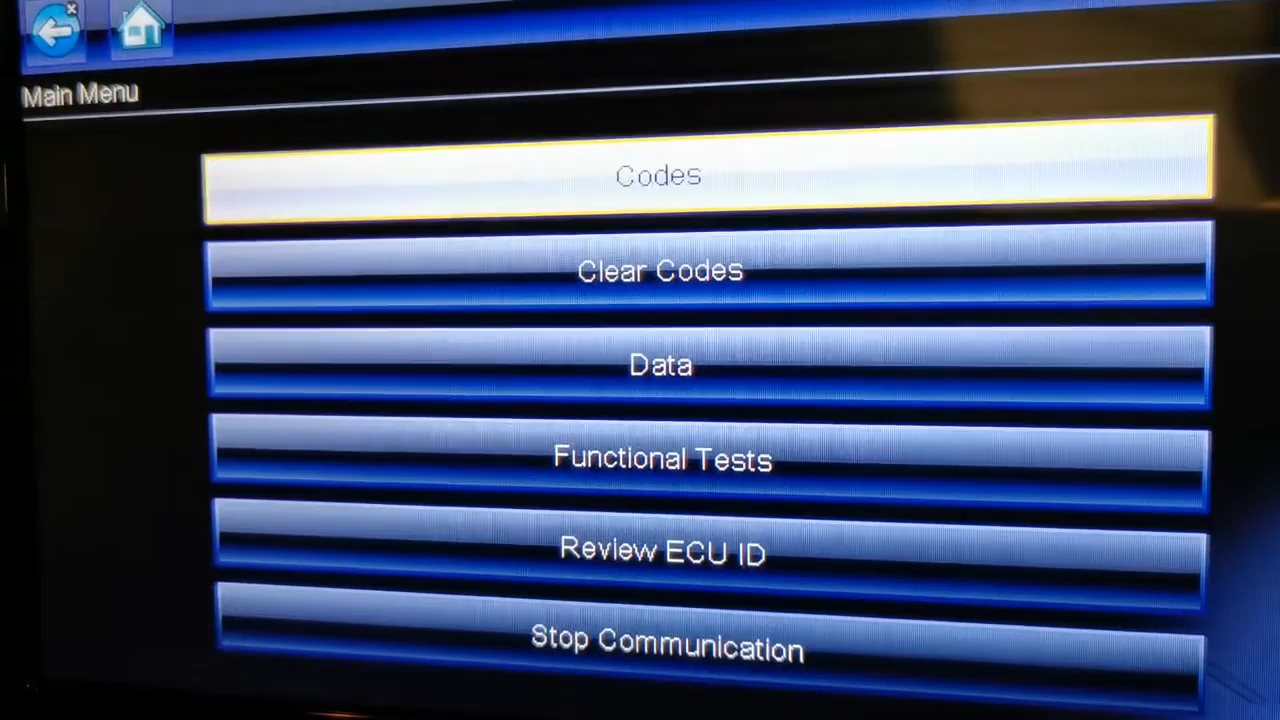 Main Menu
Codes
Clear Codes
Data
Functional Tests
Review ECU ID
Stop Communication